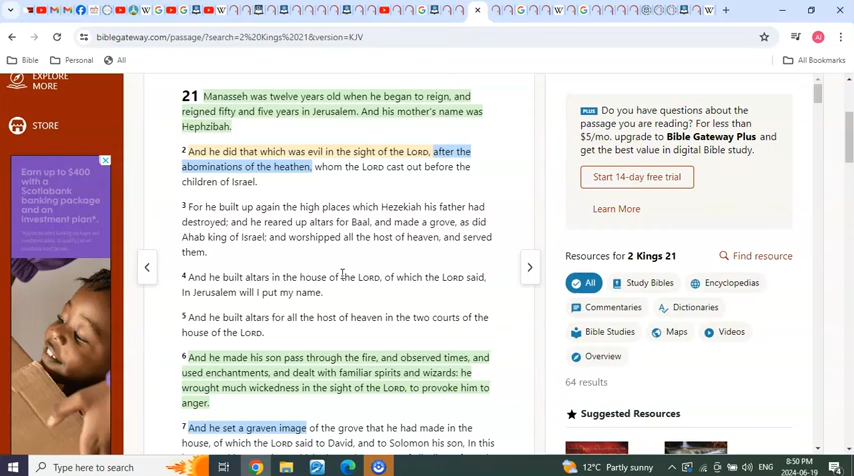 biblegateway.com/passage/?search=2%20Kings%2021&version=KJV
Bible
Personal
All
All Bookmarks
EXPLORE
MORE
STORE
Earn up to $400
with a
Scotiabank
banking package
and an
investment plan*.
21 Manasseh was twelve years old when he began to reign, and
reigned fifty and five years in Jerusalem. And his mother's name was
Hephzibah.
2 And he did that which was evil in the sight of the LORD, after the
abominations of the heathen, whom the LORD cast out before the
children of Israel.
3 For he built up again the high places which Hezekiah his father had
destroyed; and he reared up altars for Baal, and made a grove, as did
Ahab king of Israel; and worshipped all the host of heaven, and served
them.
4 And he built altars in the house of the LORD, of which the LORD said,
In Jerusalem will I put my name.
5 And he built altars for all the host of heaven in the two courts of the
house of the LORD.
6 And he made his son pass through the fire, and observed times, and
used enchantments, and dealt with familiar spirits and wizards: he
wrought much wickedness in the sight of the LORD, to provoke him to
anger.
7 And he set a graven image of the grove that he had made in the
house, of which the LORD said to David, and to Solomon his son, In this
PLUS Do you have questions about the
passage you are reading? For less than
$5/mo. upgrade to Bible Gateway Plus and
get the best value in digital Bible study.
Start 14-day free trial
Learn More
Resources for 2 Kings 21
Find resource
All
Study Bibles
Encyclopedias
Commentaries
Dictionaries
Bible Studies
Maps
Videos
Overview
64 results
Suggested Resources
Type here to search
12°C Partly sunny
8:50 PM
2024-06-19